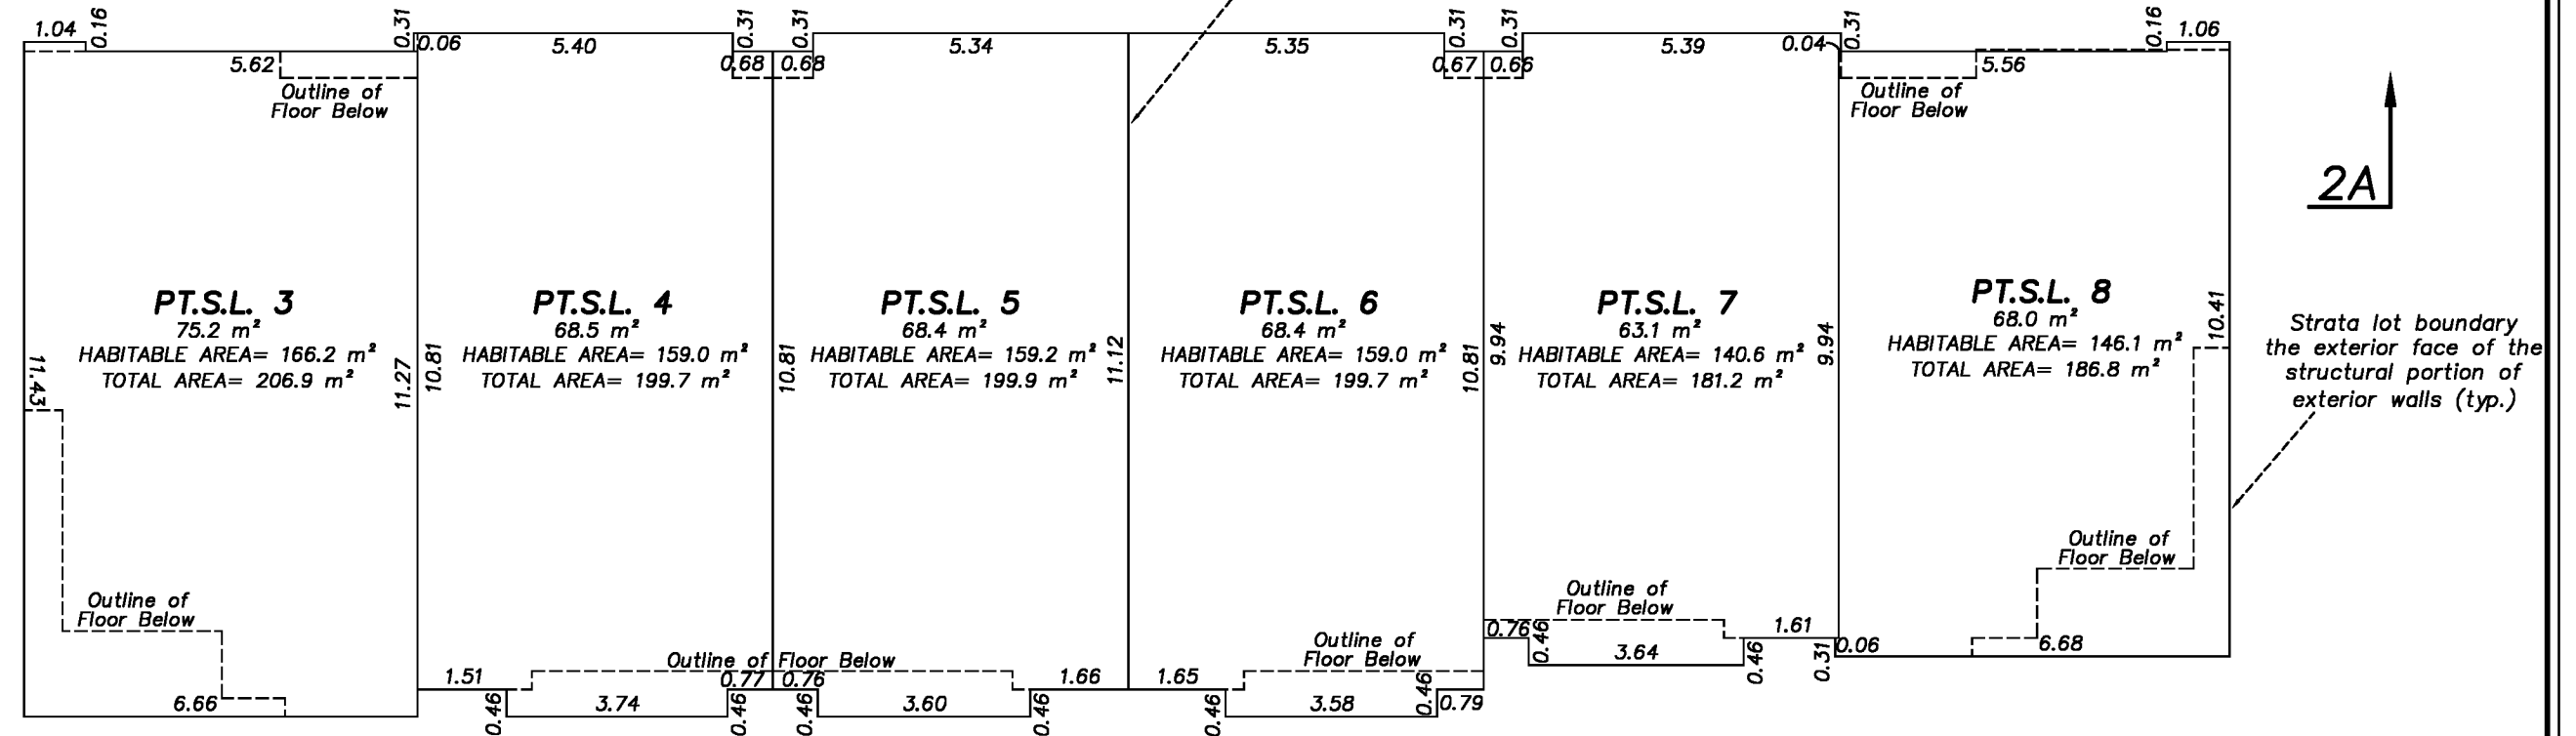 1.04
0.16
0.31
0.06
5.40
0.31
0.31
5.34
5.35
0.31
0.31
5.39
0.04
0.31
0.16
1.06
5.62
0.68
0.68
0.67
0.66
5.56
Outline of
Floor Below
Outline of
Floor Below
2A
PT.S.L. 3
75.2 m²
HABITABLE AREA= 166.2 m²
TOTAL AREA= 206.9 m²
11.43
11.27
PT.S.L. 4
68.5 m²
HABITABLE AREA= 159.0 m²
TOTAL AREA= 199.7 m²
10.81
10.81
PT.S.L. 5
68.4 m²
HABITABLE AREA= 159.2 m²
TOTAL AREA= 199.9 m²
11.12
PT.S.L. 6
68.4 m²
HABITABLE AREA= 159.0 m²
TOTAL AREA= 199.7 m²
10.81
9.94
PT.S.L. 7
63.1 m²
HABITABLE AREA= 140.6 m²
TOTAL AREA= 181.2 m²
9.94
PT.S.L. 8
68.0 m²
HABITABLE AREA= 146.1 m²
TOTAL AREA= 186.8 m²
10.41
Strata lot boundary
the exterior face of the
structural portion of
exterior walls (typ.)
Outline of
Floor Below
Outline of
Floor Below
Outline of Floor Below
Outline of
Floor Below
Outline of
Floor Below
6.66
1.51
0.46
3.74
0.46
0.77
0.76
0.46
3.60
0.46
1.66
1.65
0.46
3.58
0.46
0.79
0.76
0.46
3.64
0.46
1.61
0.31
0.06
6.68